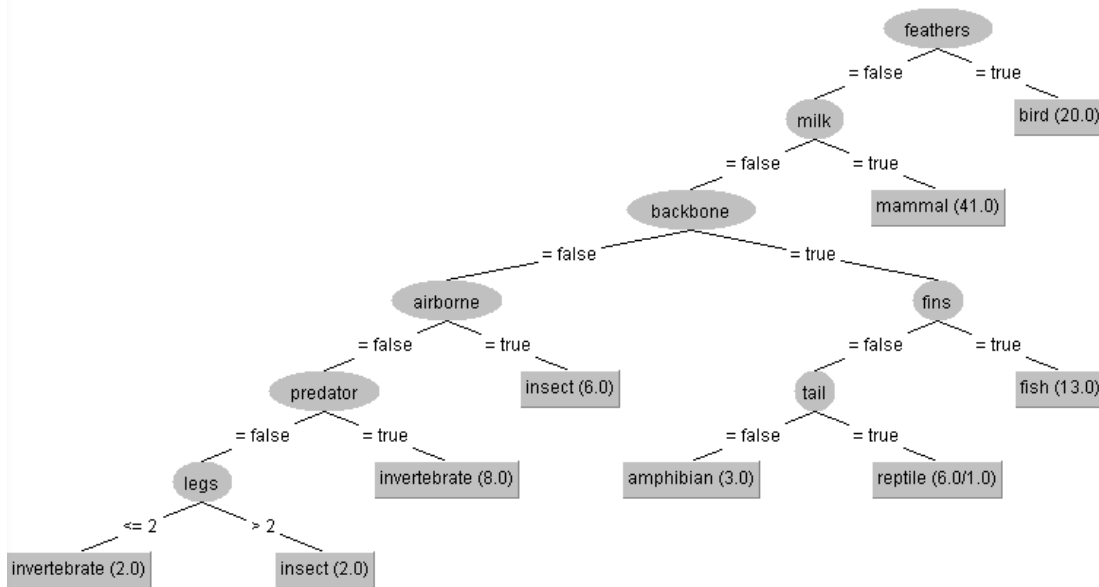 feathers
= false = true
milk bird (20.0)
= false = true
backbone mammal (41.0)
= false = true
airborne fins
= false = true = false = true
predator insect (6.0) tail fish (13.0)
= false = true = false = true
legs invertebrate (8.0) amphibian (3.0) reptile (6.0/1.0)
<= 2 > 2
invertebrate (2.0) insect (2.0)